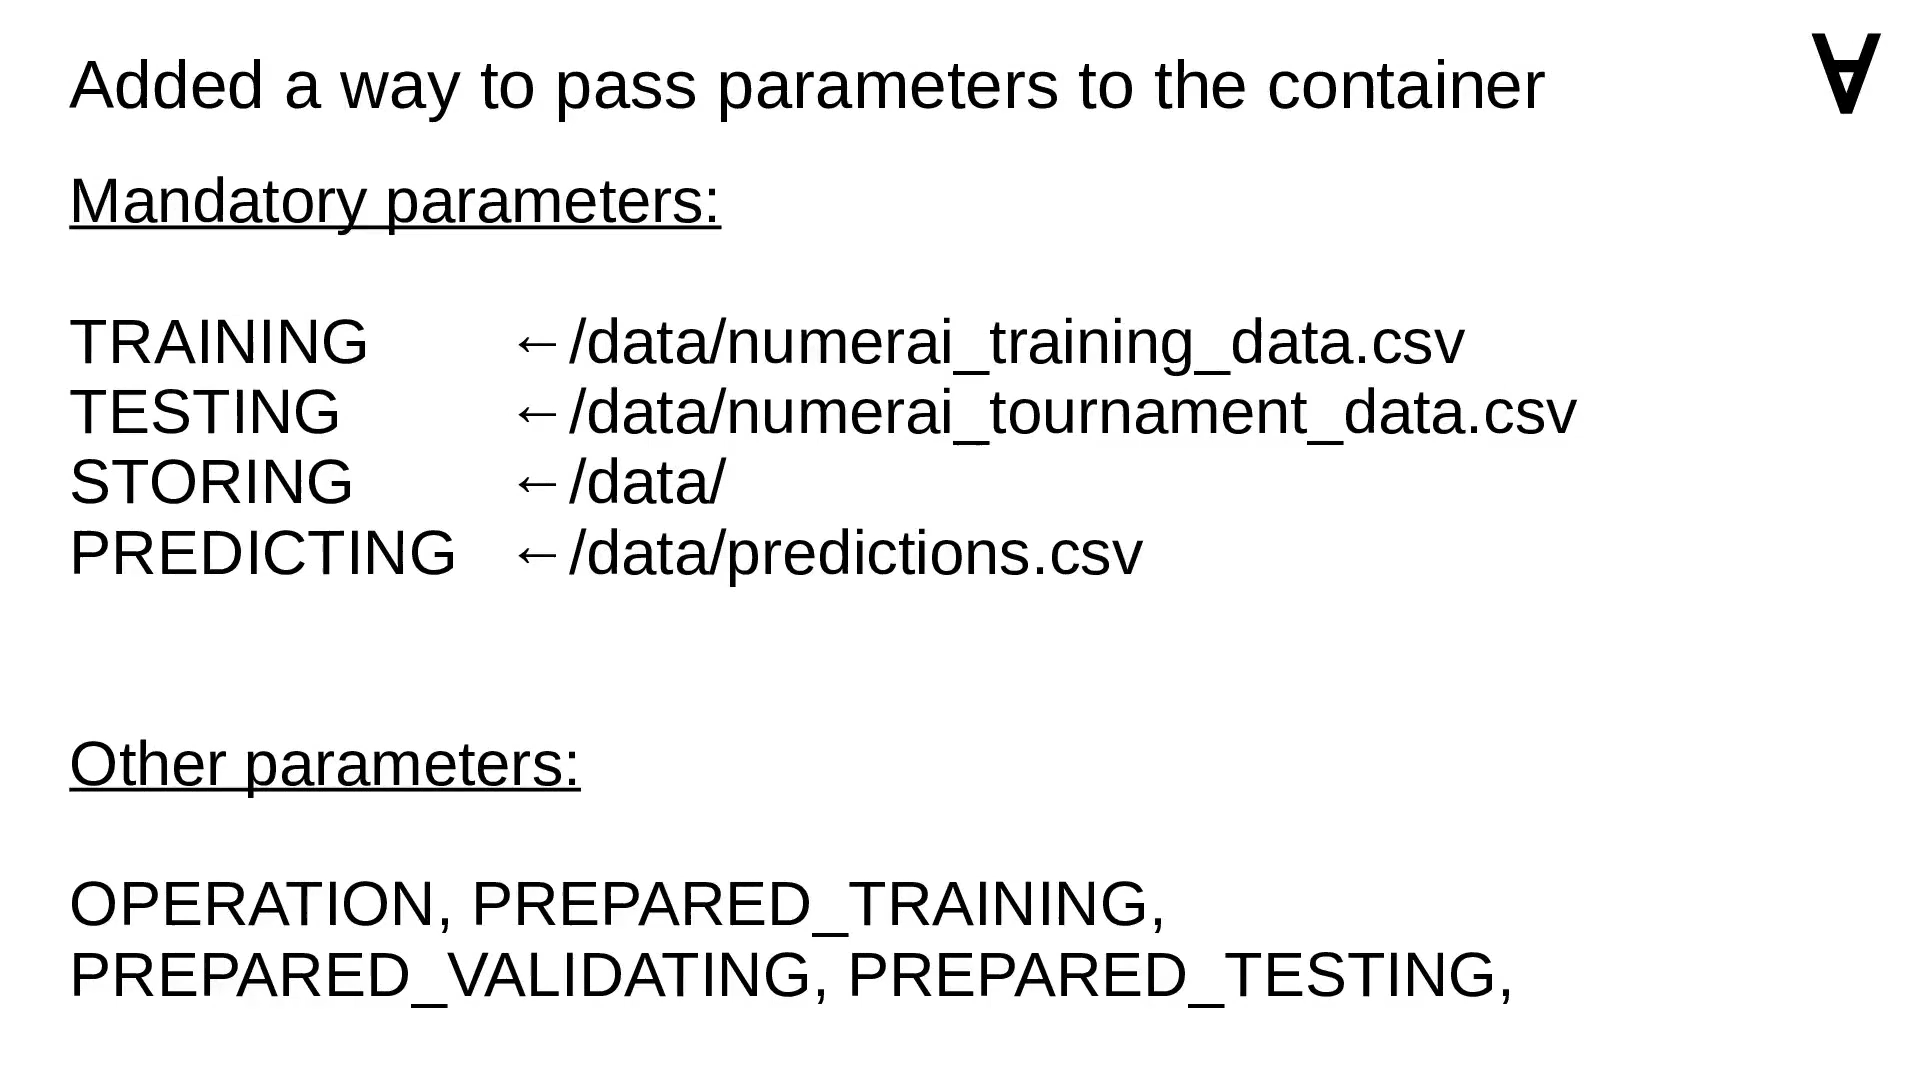 Added a way to pass parameters to the container
∀
Mandatory parameters:
TRAINING ←/data/numerai_training_data.csv
TESTING ←/data/numerai_tournament_data.csv
STORING ←/data/
PREDICTING ←/data/predictions.csv
Other parameters:
OPERATION, PREPARED_TRAINING,
PREPARED_VALIDATING, PREPARED_TESTING,